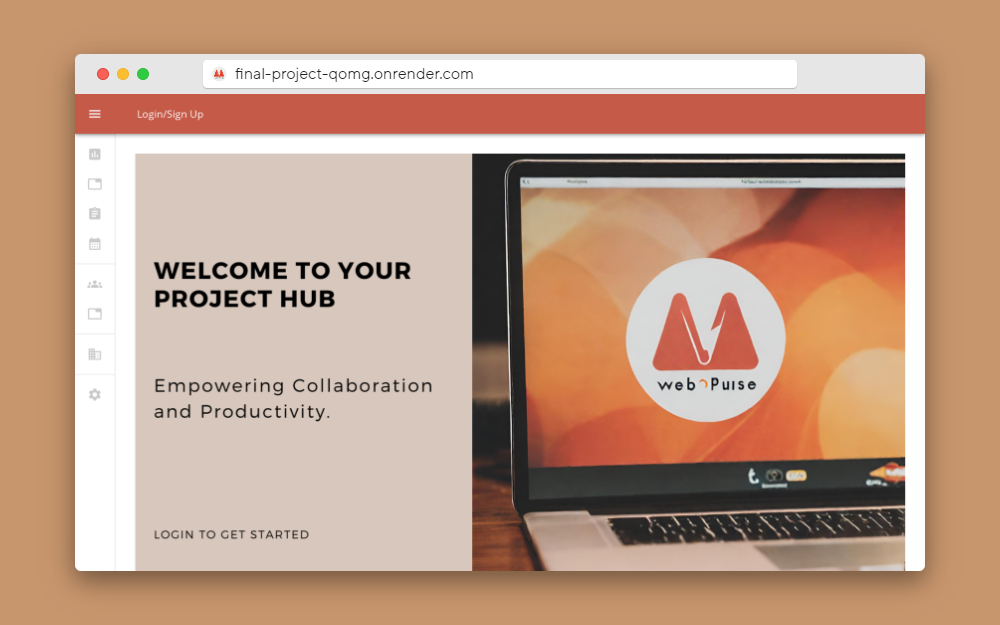 final-project-qomg.onrender.com
Login/Sign Up
WELCOME TO YOUR
PROJECT HUB
Empowering Collaboration
and Productivity.
LOGIN TO GET STARTED
web Puise